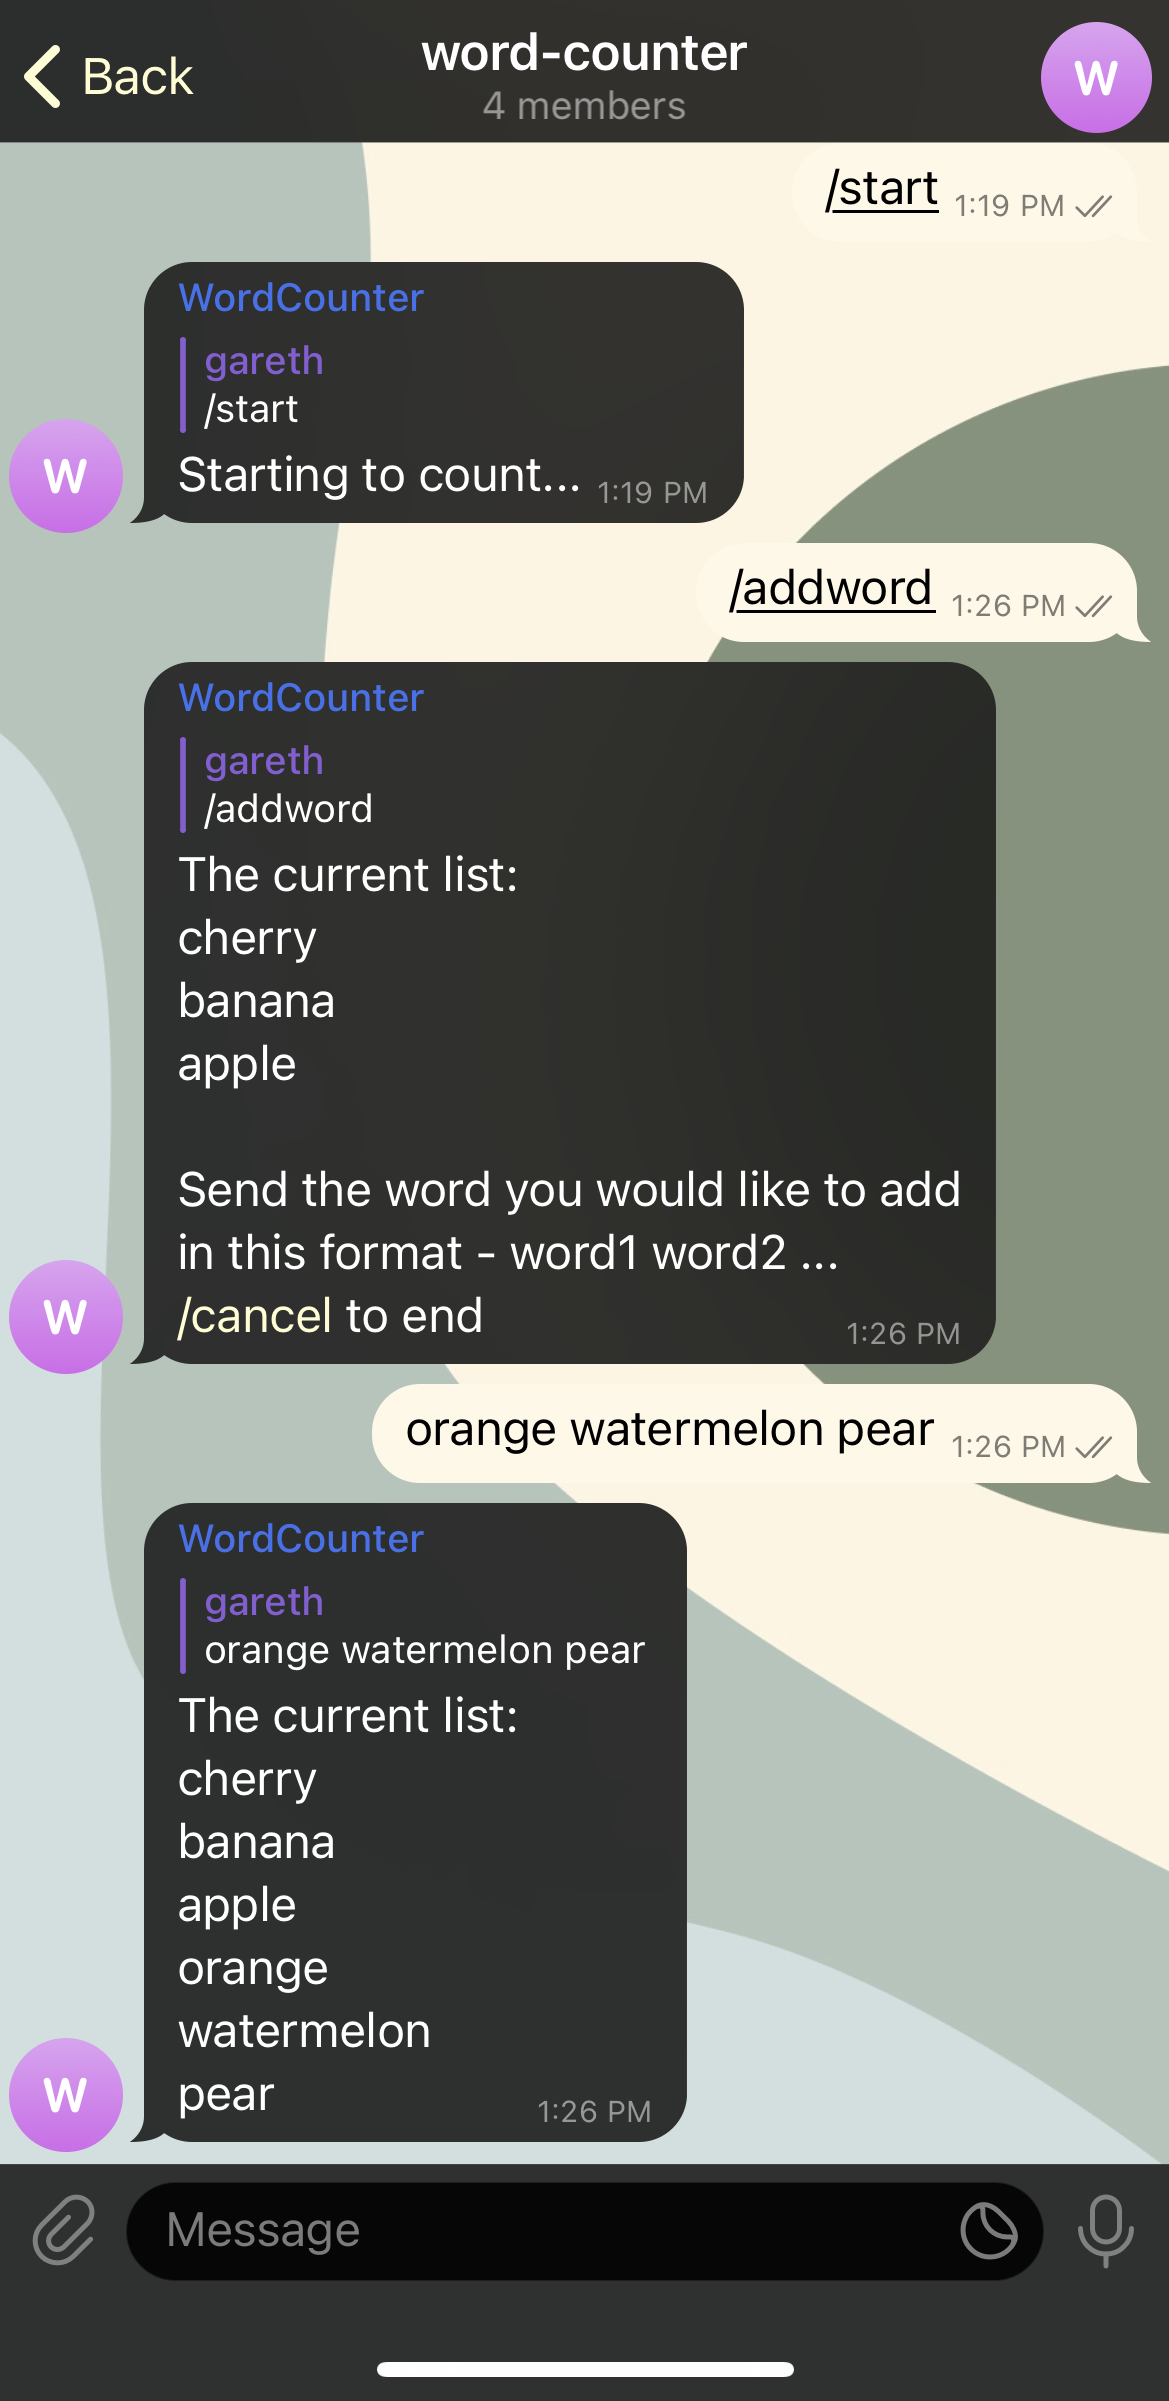 Back
word-counter
4 members
W
/start 1:19 PM
WordCounter
gareth
/start
Starting to count... 1:19 PM
W
/addword 1:26 PM
WordCounter
gareth
/addword
The current list:
cherry
banana
apple
Send the word you would like to add
in this format - word1 word2 ...
/cancel to end 1:26 PM
W
orange watermelon pear 1:26 PM
WordCounter
gareth
orange watermelon pear
The current list:
cherry
banana
apple
orange
watermelon
pear 1:26 PM
W
Message